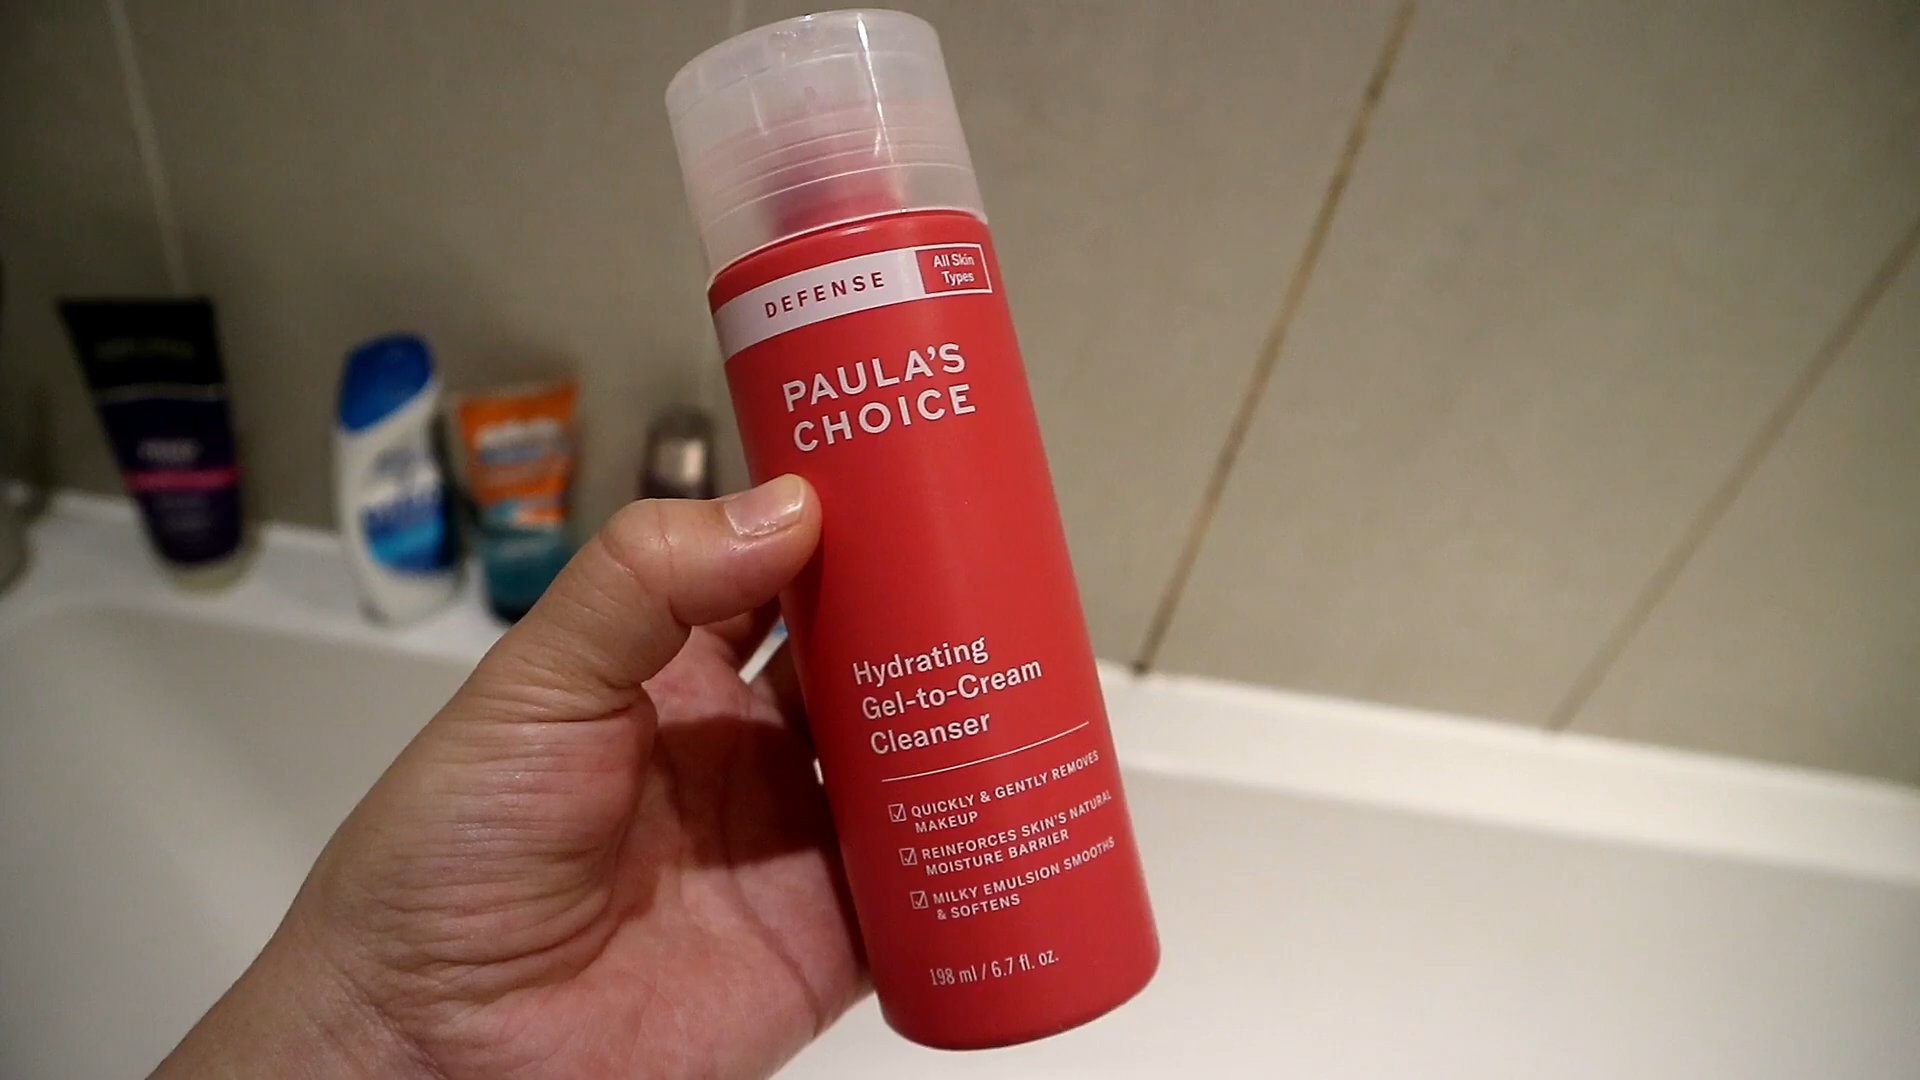 DEFENSE
All Skin
Types
PAULA'S
CHOICE
Hydrating
Gel-to-Cream
Cleanser
QUICKLY & GENTLY REMOVES
MAKEUP
REINFORCES SKIN'S NATURAL
MOISTURE BARRIER
MILKY EMULSION SMOOTHS
& SOFTENS
198 ml / 6.7 fl. oz.